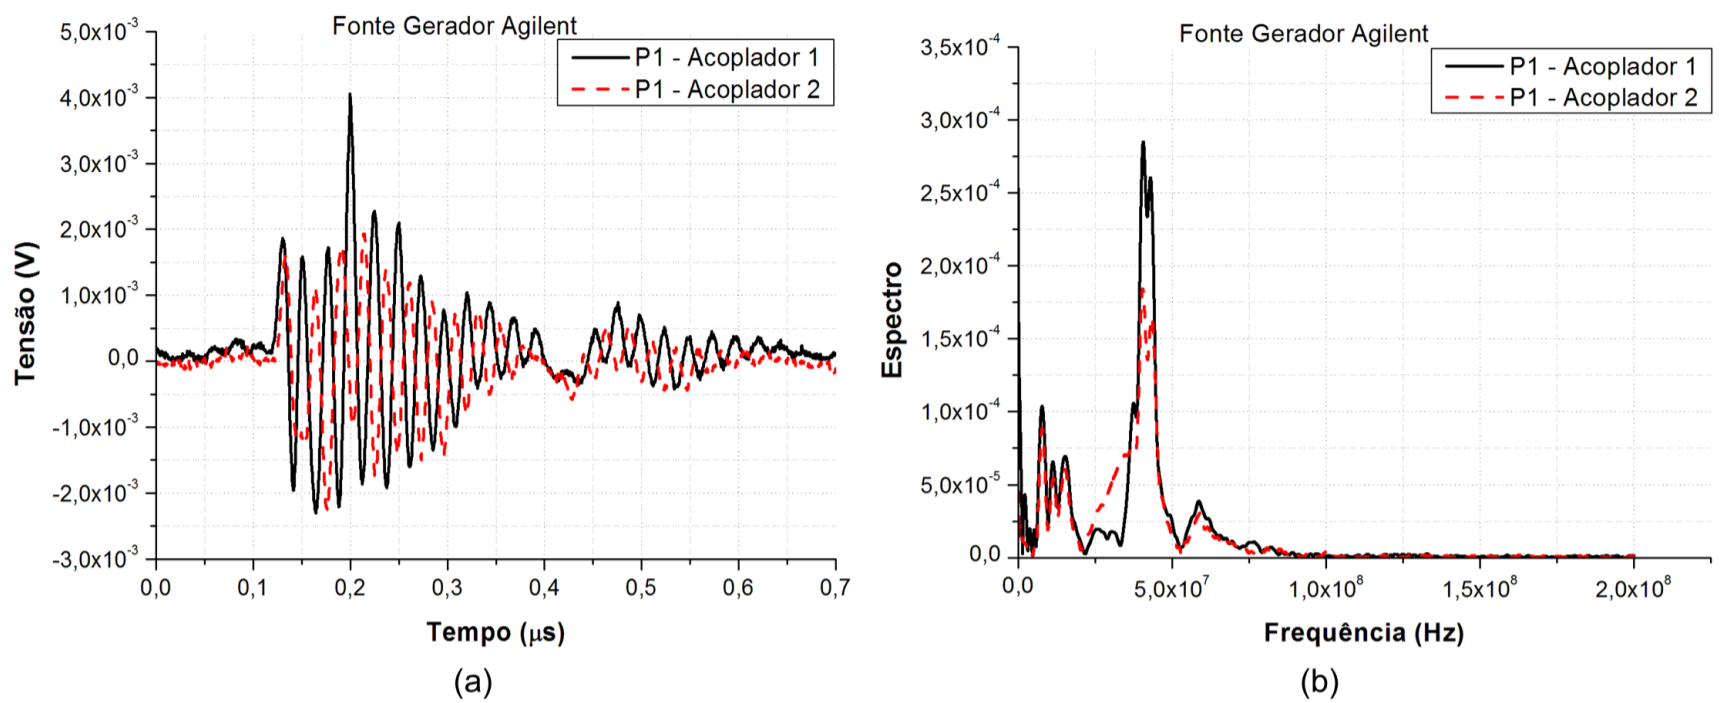 Fonte Gerador Agilent
P1 - Acoplador 1
P1 - Acoplador 2
5,0x10⁻³
4,0x10⁻³
3,0x10⁻³
2,0x10⁻³
1,0x10⁻³
0,0
-1,0x10⁻³
-2,0x10⁻³
-3,0x10⁻³
Tensão (V)
0,0 0,1 0,2 0,3 0,4 0,5 0,6 0,7
Tempo (μs)
(a)
Fonte Gerador Agilent
P1 - Acoplador 1
P1 - Acoplador 2
3,5x10⁻⁴
3,0x10⁻⁴
2,5x10⁻⁴
2,0x10⁻⁴
1,5x10⁻⁴
1,0x10⁻⁴
5,0x10⁻⁵
0,0
Espectro
0,0 5,0x10⁷ 1,0x10⁸ 1,5x10⁸ 2,0x10⁸
Frequência (Hz)
(b)